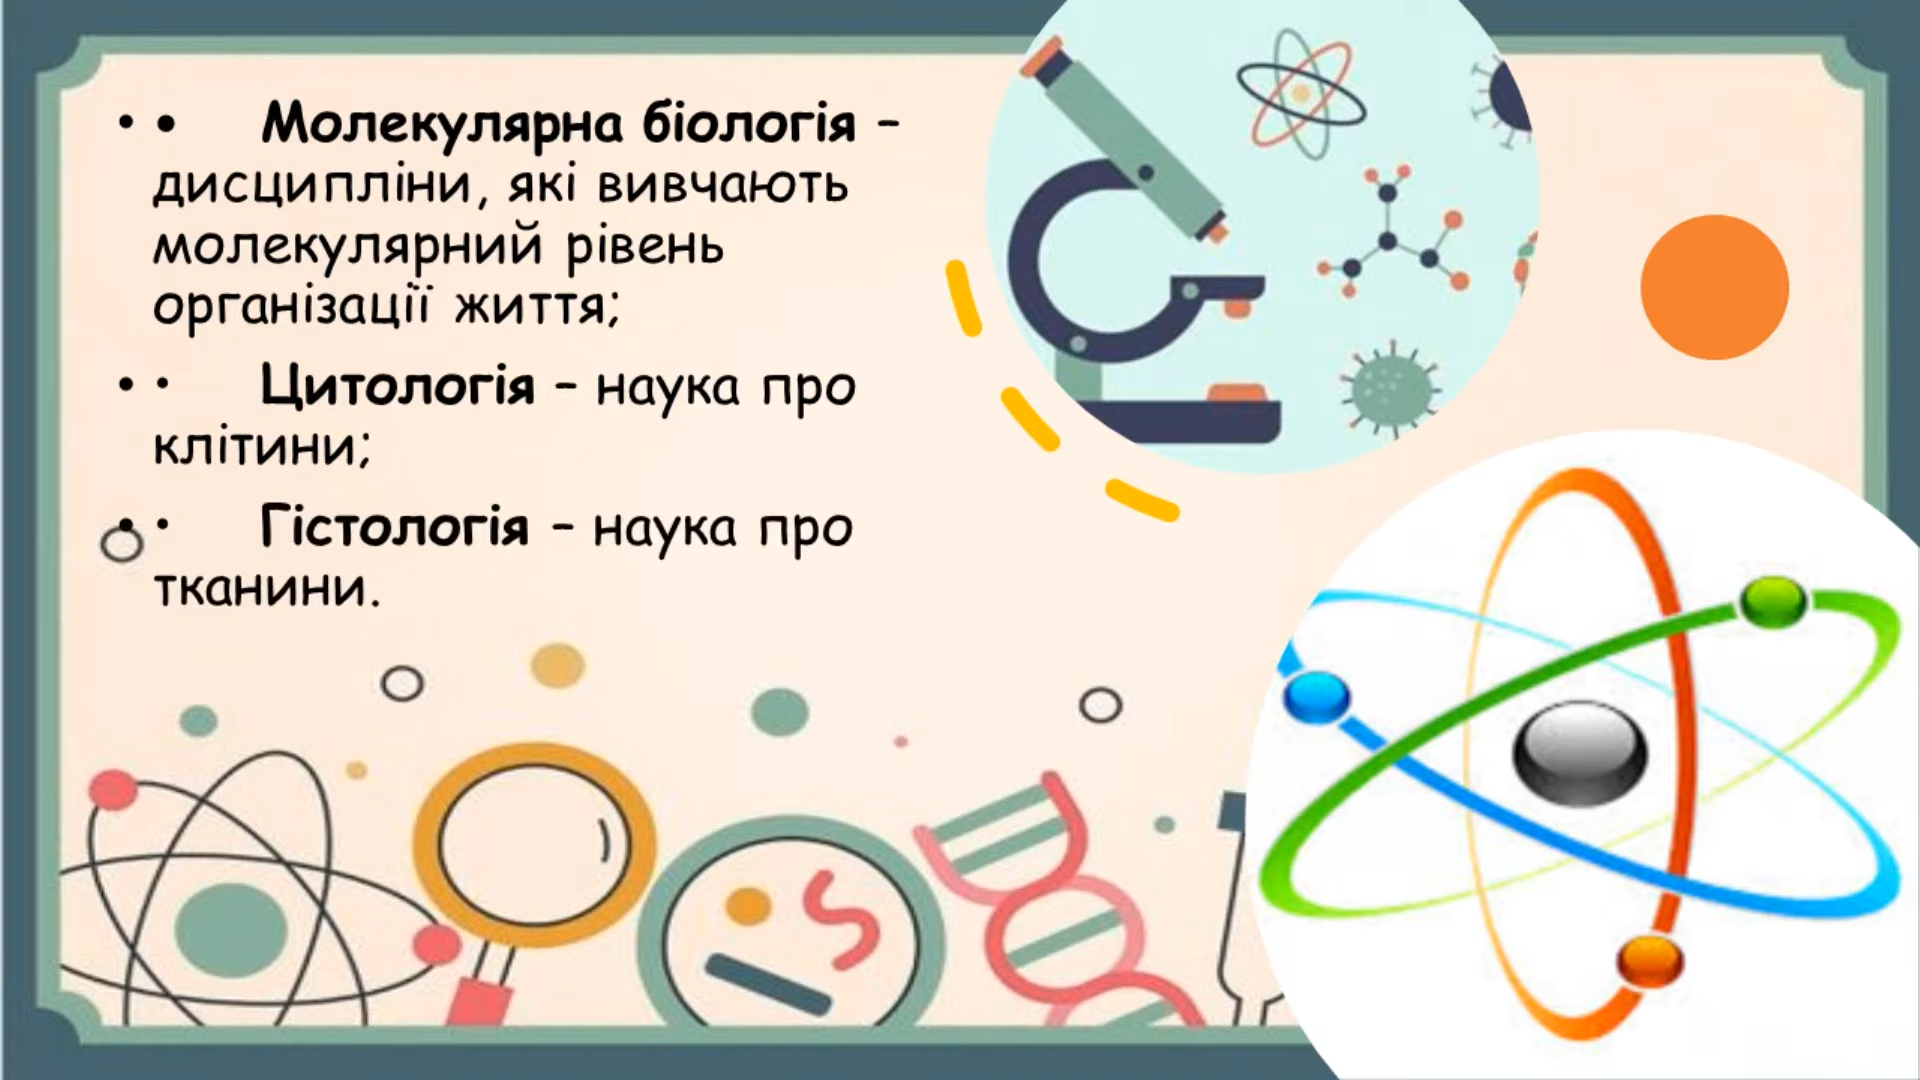 • • Молекулярна біологія –
дисципліни, які вивчають
молекулярний рівень
організації життя;
• • Цитологія – наука про
клітини;
• • Гістологія – наука про
тканини.